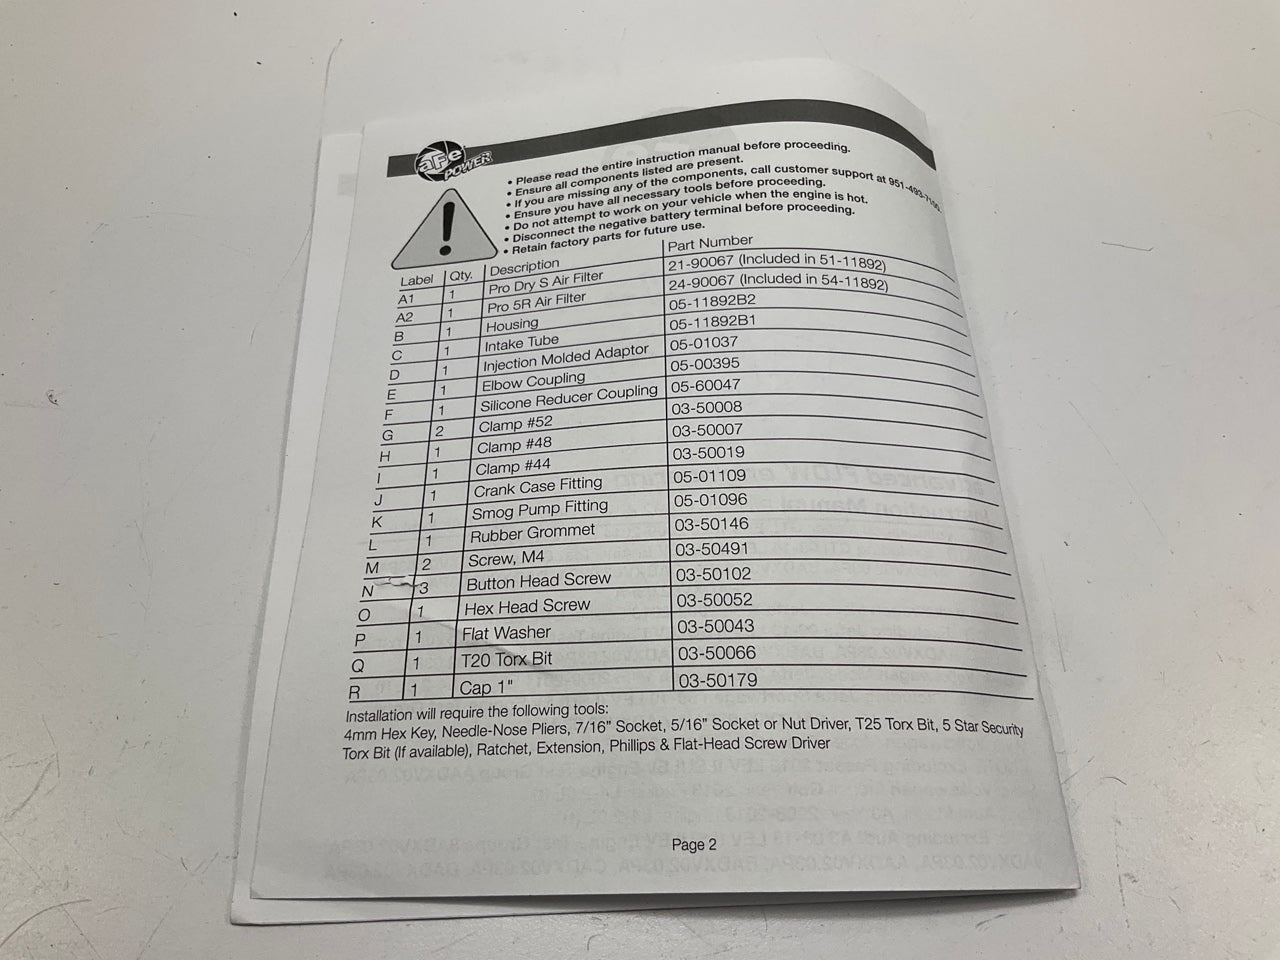 aFe POWER
• Please read the entire instruction manual before proceeding.
• Ensure all components listed are present.
• If you are missing any of the components, call customer support at 951-493-7100.
• Ensure you have all necessary tools before proceeding.
• Do not attempt to work on your vehicle when the engine is hot.
• Disconnect the negative battery terminal before proceeding.
• Retain factory parts for future use.
Label Qty. Description Part Number
A1 1 Pro Dry S Air Filter 21-90067 (Included in 51-11892)
A2 1 Pro 5R Air Filter 24-90067 (Included in 54-11892)
B 1 Housing 05-11892B2
C 1 Intake Tube 05-11892B1
D 1 Injection Molded Adaptor 05-01037
E 1 Elbow Coupling 05-00395
F 1 Silicone Reducer Coupling 05-60047
G 2 Clamp #52 03-50008
H 1 Clamp #48 03-50007
I 1 Clamp #44 03-50019
J 1 Crank Case Fitting 05-01109
K 1 Smog Pump Fitting 05-01096
L 1 Rubber Grommet 03-50146
M 2 Screw, M4 03-50491
N 3 Button Head Screw 03-50102
O 1 Hex Head Screw 03-50052
P 1 Flat Washer 03-50043
Q 1 T20 Torx Bit 03-50066
R 1 Cap 1" 03-50179
Installation will require the following tools:
4mm Hex Key, Needle-Nose Pliers, 7/16" Socket, 5/16" Socket or Nut Driver, T25 Torx Bit, 5 Star Security
Torx Bit (If available), Ratchet, Extension, Phillips & Flat-Head Screw Driver
Page 2